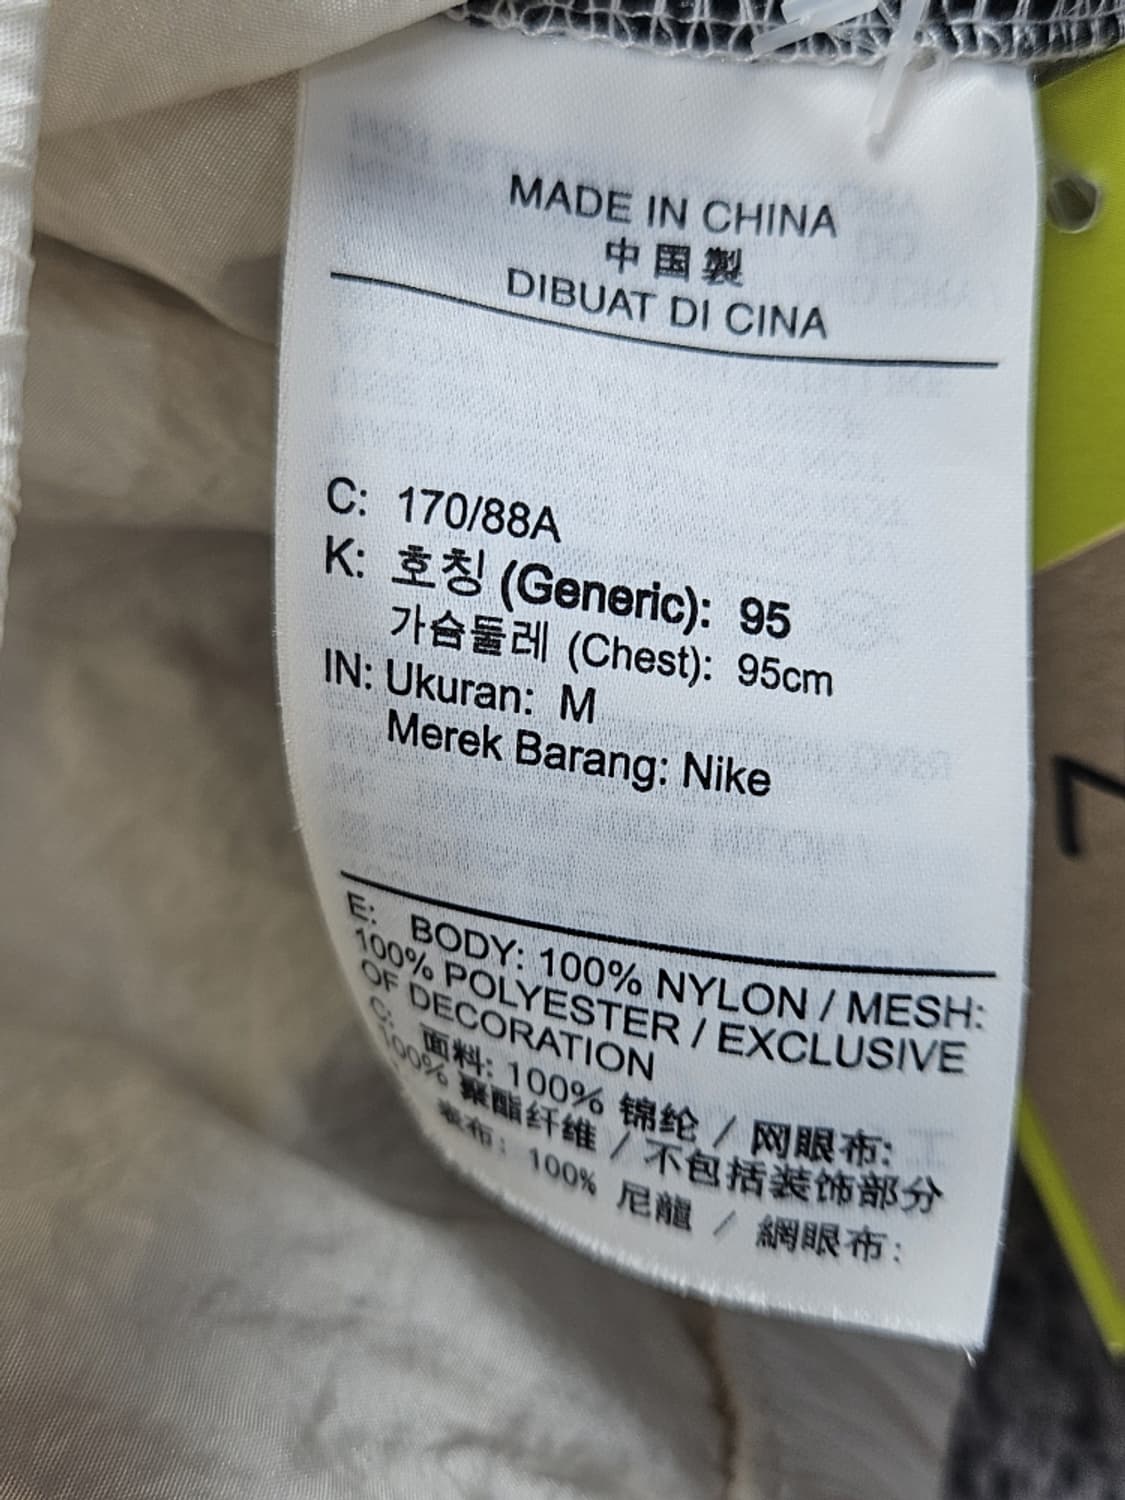 MADE IN CHINA
中国製
DIBUAT DI CINA
C: 170/88A
K: 호칭 (Generic): 95
가슴둘레 (Chest): 95cm
IN: Ukuran: M
Merek Barang: Nike
E: BODY: 100% NYLON / MESH:
100% POLYESTER / EXCLUSIVE
OF DECORATION
C: 面料: 100% 锦纶 / 网眼布:
100% 聚酯纤维 / 不包括装饰部分
表布: 100% 尼龍 / 網眼布: